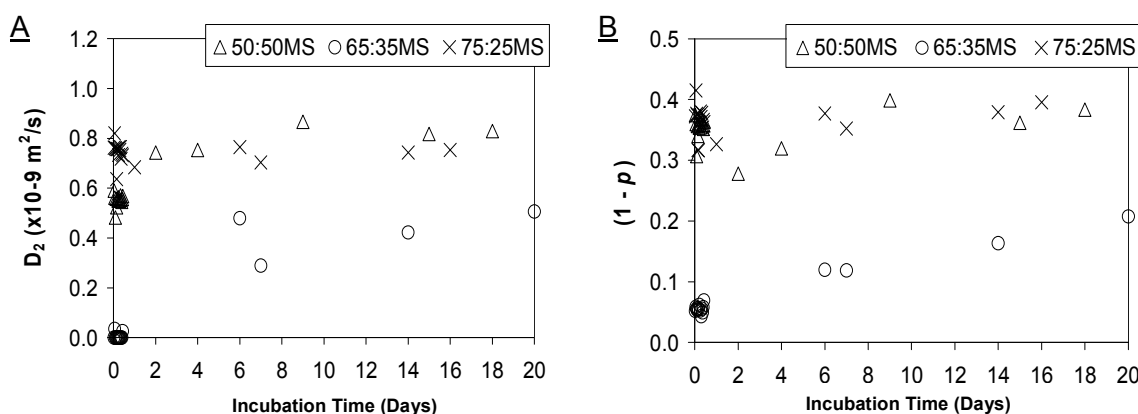 A
1.2
1.0
0.8
0.6
0.4
0.2
0.0
D₂ (x10-9 m²/s)
△ 50:50MS ○ 65:35MS × 75:25MS
0 2 4 6 8 10 12 14 16 18 20
Incubation Time (Days)
B
0.5
0.4
0.3
0.2
0.1
0.0
(1 - p)
△ 50:50MS ○ 65:35MS × 75:25MS
0 2 4 6 8 10 12 14 16 18 20
Incubation Time (Days)